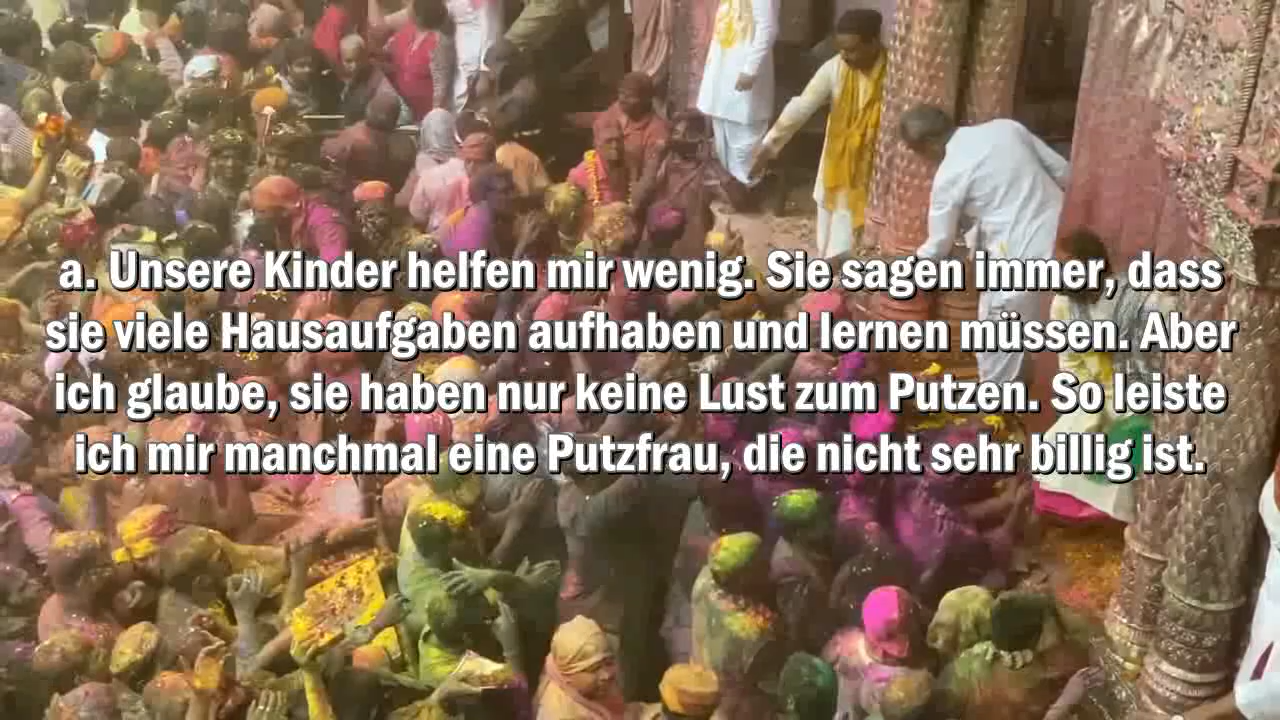 a. Unsere Kinder helfen mir wenig. Sie sagen immer, dass
sie viele Hausaufgaben aufhaben und lernen müssen. Aber
ich glaube, sie haben nur keine Lust zum Putzen. So leiste
ich mir manchmal eine Putzfrau, die nicht sehr billig ist.